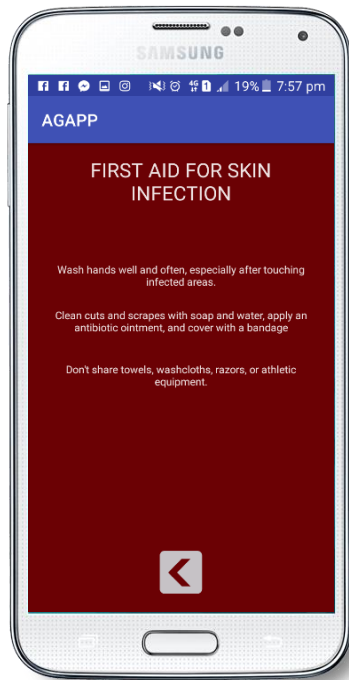 SAMSUNG
19% 7:57 pm
AGAPP
FIRST AID FOR SKIN
INFECTION
Wash hands well and often, especially after touching
infected areas.
Clean cuts and scrapes with soap and water, apply an
antibiotic ointment, and cover with a bandage
Don't share towels, washcloths, razors, or athletic
equipment.